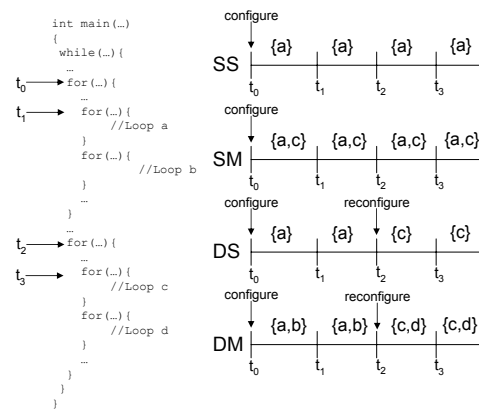 int main(…)
{
while(…){
…
t0 for(…){
…
t1 for(…){
//Loop a
}
for(…){
//Loop b
}
…
}
…
t2 for(…){
…
t3 for(…){
//Loop c
}
for(…){
//Loop d
}
…
}
}
}
configure
{a} {a} {a} {a}
SS
t0 t1 t2 t3
configure
{a,c} {a,c} {a,c} {a,c}
SM
t0 t1 t2 t3
configure reconfigure
{a} {a} {c} {c}
DS
t0 t1 t2 t3
configure reconfigure
{a,b} {a,b} {c,d} {c,d}
DM
t0 t1 t2 t3